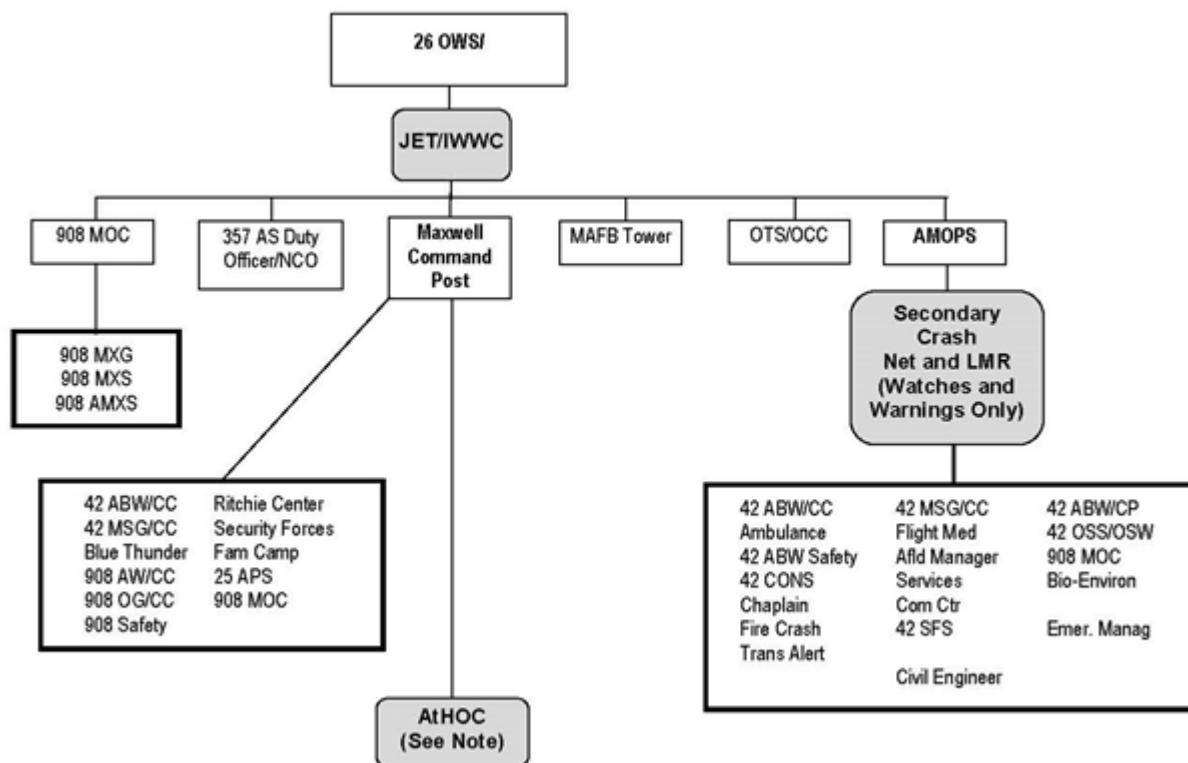 26 OWS/
JET/IWWC
908 MOC
357 AS Duty
Officer/NCO
Maxwell
Command
Post
MAFB Tower
OTS/OCC
AMOPS
908 MXG
908 MXS
908 AMXS
Secondary
Crash
Net and LMR
(Watches and
Warnings Only)
42 ABW/CC Ritchie Center
42 MSG/CC Security Forces
Blue Thunder Fam Camp
908 AW/CC 25 APS
908 OG/CC 908 MOC
908 Safety
42 ABW/CC 42 MSG/CC 42 ABW/CP
Ambulance Flight Med 42 OSS/OSW
42 ABW Safety Afld Manager 908 MOC
42 CONS Services Bio-Environ
Chaplain Com Ctr
Fire Crash 42 SFS Emer. Manag
Trans Alert
Civil Engineer
AtHOC
(See Note)